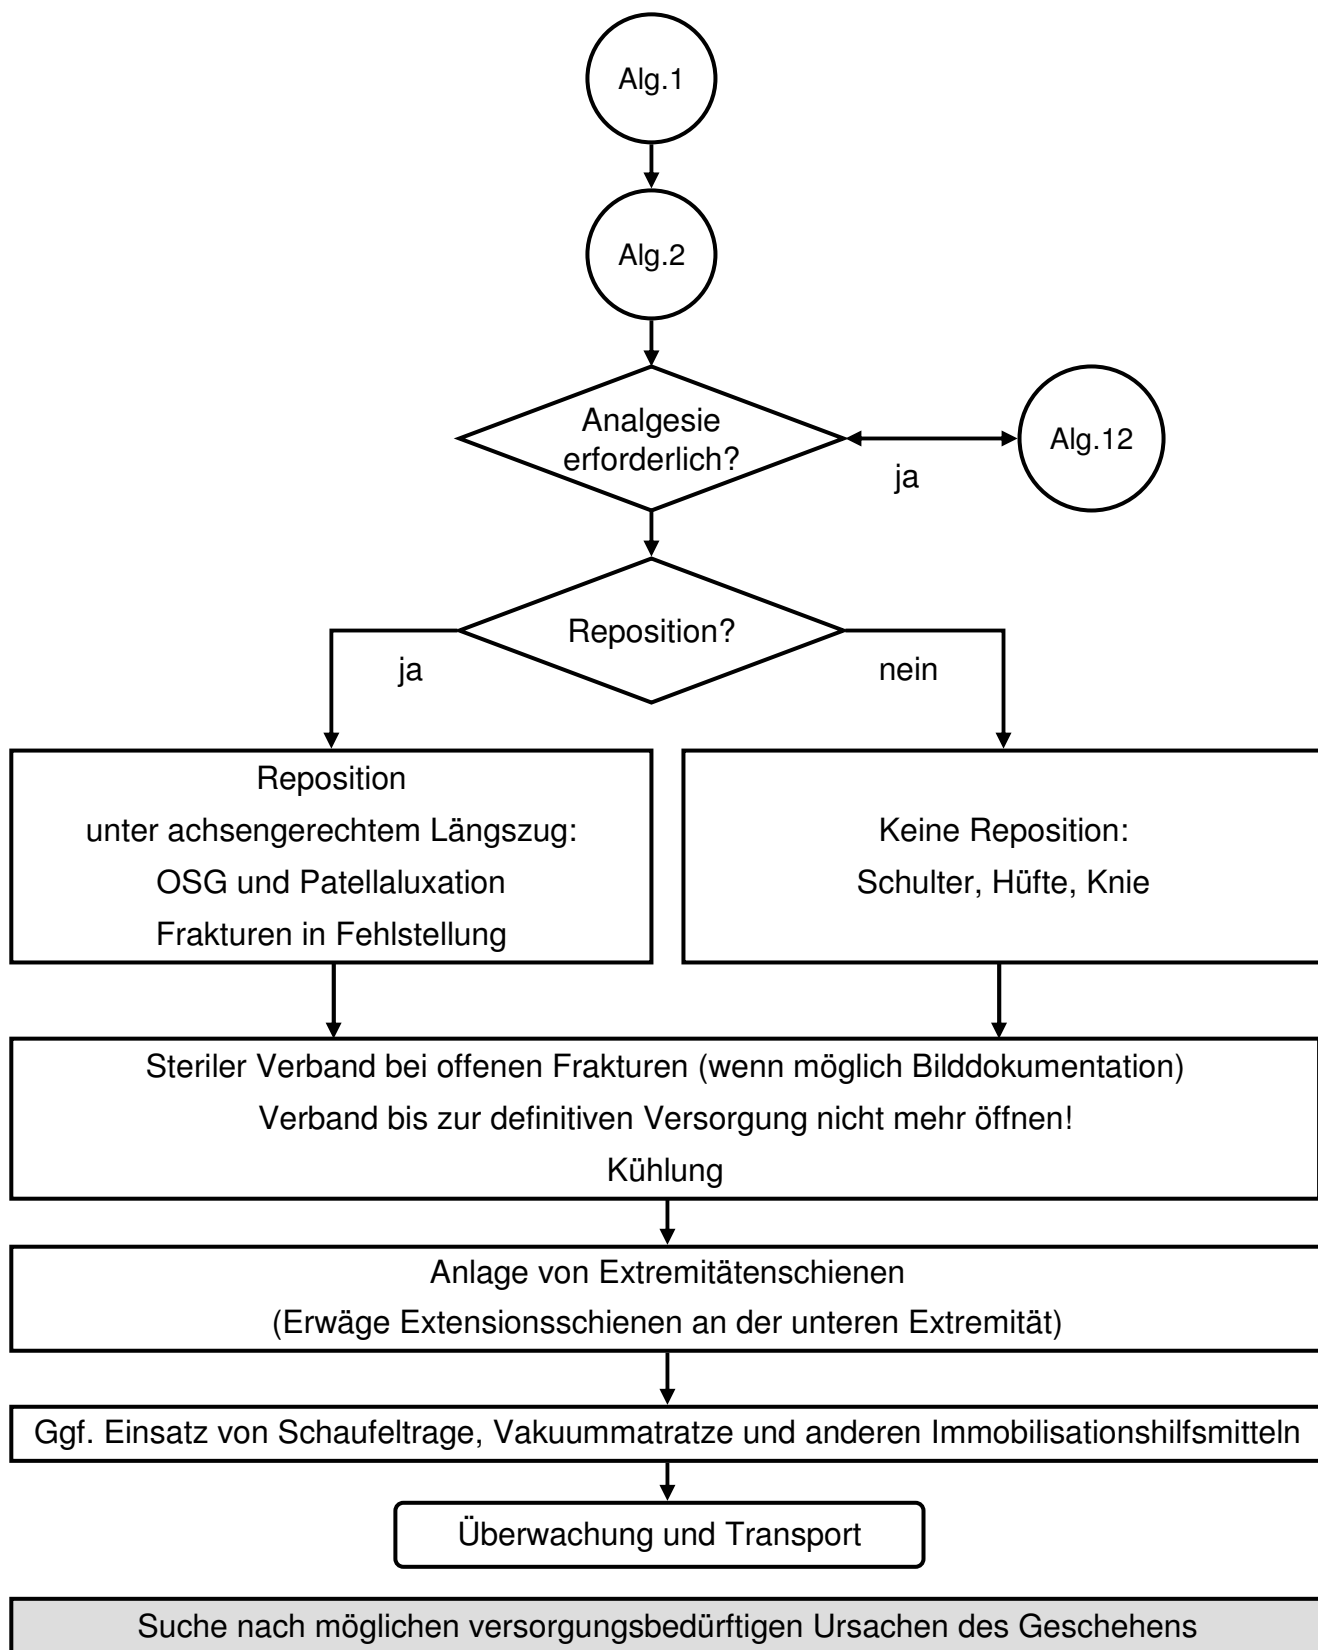 Alg.1
Alg.2
Analgesie
erforderlich?
ja
Alg.12
Reposition?
ja
nein
Reposition
unter achsengerechtem Längszug:
OSG und Patellaluxation
Frakturen in Fehlstellung
Keine Reposition:
Schulter, Hüfte, Knie
Steriler Verband bei offenen Frakturen (wenn möglich Bilddokumentation)
Verband bis zur definitiven Versorgung nicht mehr öffnen!
Kühlung
Anlage von Extremitätenschienen
(Erwäge Extensionsschienen an der unteren Extremität)
Ggf. Einsatz von Schaufeltrage, Vakuummatratze und anderen Immobilisationshilfsmitteln
Überwachung und Transport
Suche nach möglichen versorgungsbedürftigen Ursachen des Geschehens